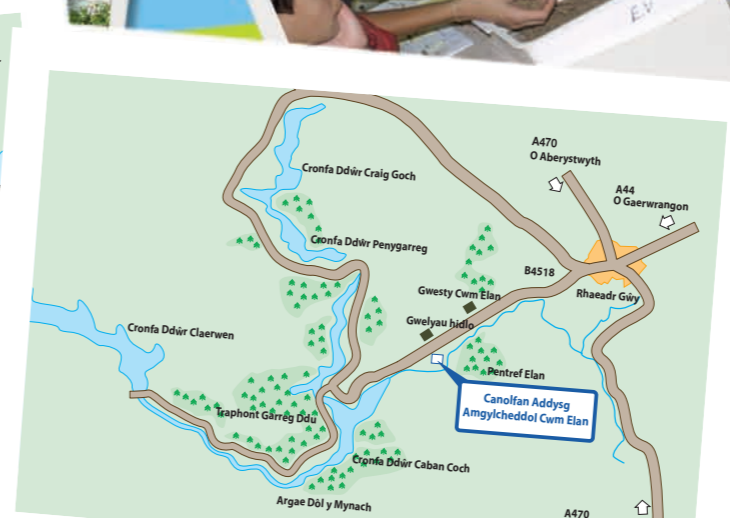 E.V
A470
O Aberystwyth
A44
O Gaerwrangon
Cronfa Ddŵr Craig Goch
Cronfa Ddŵr Penygarreg
B4518
Gwesty Cwm Elan
Rhaeadr Gŵy
Gwelyau hidlo
Cronfa Ddŵr Claerwen
Pentref Elan
Canolfan Addysg
Amgylcheddol Cwm Elan
Traphont Garreg Ddu
Cronfa Ddŵr Caban Coch
Argae Dôl y Mynach
A470